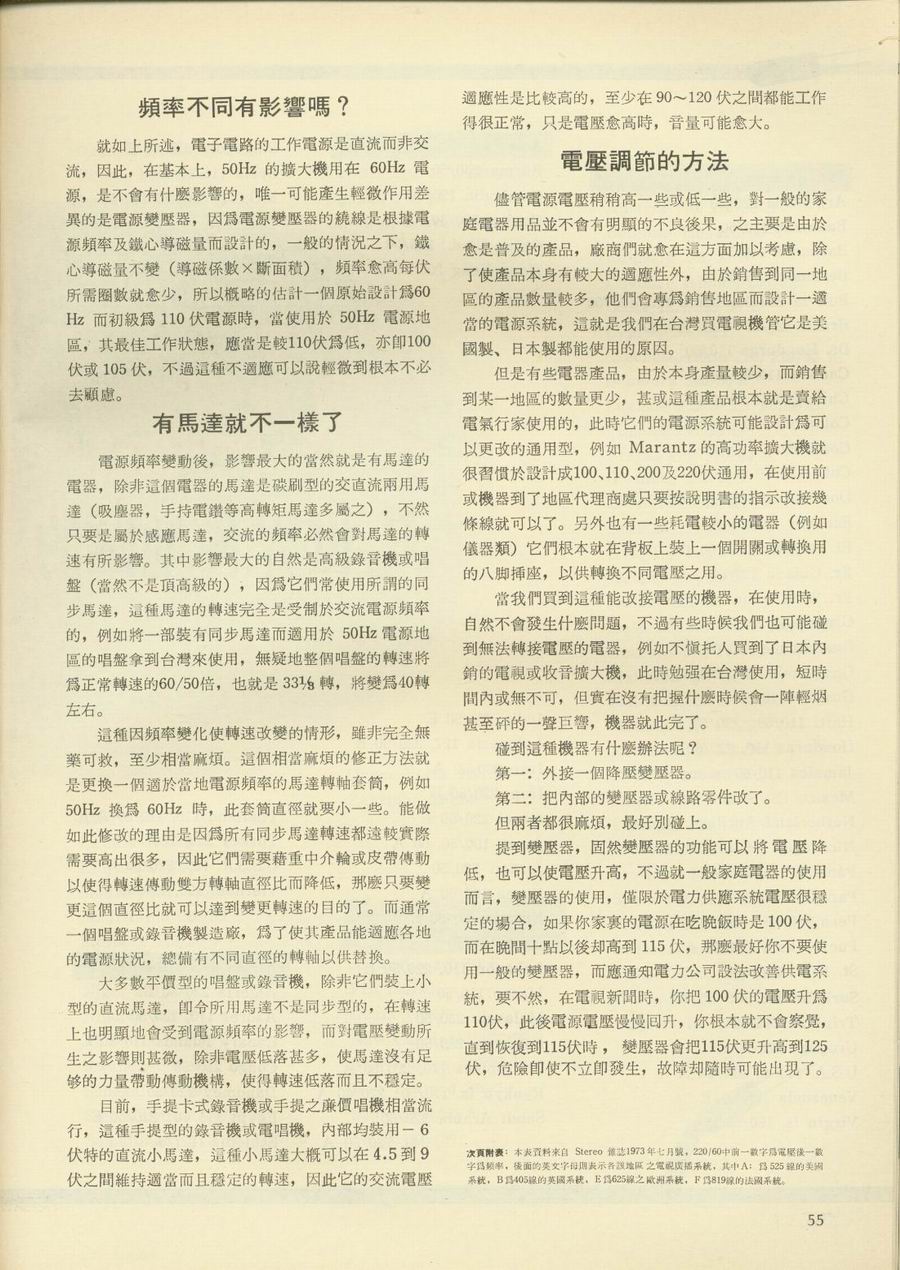 頻率不同有影響嗎？
就如上所述，電子電路的工作電源是直流而非交
流，因此，在基本上，50Hz 的擴大機用在 60Hz 電
源，是不會有什麽影響的，唯一可能產生輕微作用差
異的是電源變壓器，因爲電源變壓器的繞線是根據電
源頻率及鐵心導磁量而設計的，一般的情況之下，鐵
心導磁量不變（導磁係數×斷面積），頻率愈高每伏
所需圈數就愈少，所以概略的估計一個原始設計爲60
Hz 而初級爲 110 伏電源時，當使用於 50Hz 電源地
區，其最佳工作狀態，應當是較110伏爲低，亦卽100
伏或 105 伏，不過這種不適應可以說輕微到根本不必
去顧慮。
有馬達就不一樣了
電源頻率變動後，影響最大的當然就是有馬達的
電器，除非這個電器的馬達是碳刷型的交直流兩用馬
達（吸塵器，手持電鑽等高轉矩馬達多屬之），不然
只要是屬於感應馬達，交流的頻率必然會對馬達的轉
速有所影響。其中影響最大的自然是高級錄音機或唱
盤（當然不是頂高級的），因爲它們常使用所謂的同
步馬達，這種馬達的轉速完全是受制於交流電源頻率
的，例如將一部裝有同步馬達而適用於 50Hz 電源地
區的唱盤拿到台灣來使用，無疑地整個唱盤的轉速將
爲正常轉速的60/50倍，也就是 33⅓ 轉，將變爲40轉
左右。
這種因頻率變化使轉速改變的情形，雖非完全無
藥可救，至少相當麻煩。這個相當麻煩的修正方法就
是更換一個適於當地電源頻率的馬達轉軸套筒，例如
50Hz 換爲 60Hz 時，此套筒直徑就要小一些。能做
如此修改的理由是因爲所有同步馬達轉速都遠較實際
需要高出很多，因此它們需要藉重中介輪或皮帶傳動
以使得轉速傳動雙方轉軸直徑比而降低，那麽只要變
更這個直徑比就可以達到變更轉速的目的了。而通常
一個唱盤或錄音機製造廠，爲了使其產品能適應各地
的電源狀況，總備有不同直徑的轉軸以供替換。
大多數平價型的唱盤或錄音機，除非它們裝上小
型的直流馬達，卽令所用馬達不是同步型的，在轉速
上也明顯地會受到電源頻率的影響，而對電壓變動所
生之影響則甚微，除非電壓低落甚多，使馬達沒有足
够的力量帶動傳動機構，使得轉速低落而且不穩定。
目前，手提卡式錄音機或手提之廉價唱機相當流
行，這種手提型的錄音機或電唱機，內部均裝用－6
伏特的直流小馬達，這種小馬達大概可以在 4.5 到 9
伏之間維持適當而且穩定的轉速，因此它的交流電壓
適應性是比較高的，至少在 90～120 伏之間都能工作
得很正常，只是電壓愈高時，音量可能愈大。
電壓調節的方法
儘管電源電壓稍稍高一些或低一些，對一般的家
庭電器用品並不會有明顯的不良後果，之主要是由於
愈是普及的產品，廠商們就愈在這方面加以考慮，除
了使產品本身有較大的適應性外，由於銷售到同一地
區的產品數量較多，他們會專爲銷售地區而設計一適
當的電源系統，這就是我們在台灣買電視機管它是美
國製、日本製都能使用的原因。
但是有些電器產品，由於本身產量較少，而銷售
到某一地區的數量更少，甚或這種產品根本就是賣給
電氣行家使用的，此時它們的電源系統可能設計爲可
以更改的通用型，例如 Marantz 的高功率擴大機就
很習慣於設計成100、110、200及220伏通用，在使用前
或機器到了地區代理商處只要按說明書的指示改接幾
條線就可以了。另外也有一些耗電較小的電器（例如
儀器類）它們根本就在背板上裝上一個開關或轉換用
的八脚揷座，以供轉換不同電壓之用。
當我們買到這種能改接電壓的機器，在使用時，
自然不會發生什麽問題，不過有些時候我們也可能碰
到無法轉接電壓的電器，例如不愼托人買到了日本內
銷的電視或收音擴大機，此時勉强在台灣使用，短時
間內或無不可，但實在沒有把握什麽時候會一陣輕烟
甚至砰的一聲巨響，機器就此完了。
碰到這種機器有什麽辦法呢？
第一：外接一個降壓變壓器。
第二：把內部的變壓器或線路零件改了。
但兩者都很麻煩，最好別碰上。
提到變壓器，固然變壓器的功能可以將電壓降
低，也可以使電壓升高，不過就一般家庭電器的使用
而言，變壓器的使用，僅限於電力供應系統電壓很穩
定的場合，如果你家裏的電源在吃晚飯時是 100 伏，
而在晚間十點以後却高到 115 伏，那麽最好你不要使
用一般的變壓器，而應通知電力公司設法改善供電系
統，要不然，在電視新聞時，你把 100 伏的電壓升爲
110伏，此後電源電壓慢慢囘升，你根本就不會察覺，
直到恢復到115伏時，變壓器會把115伏更升高到125
伏，危險卽使不立卽發生，故障却隨時可能出現了。
次頁附表：本表資料來自 Stereo 雜誌1973年七月號，220/60中前一數字爲電壓後一數
字爲頻率，後面的英文字母則表示各該地區之電視廣播系統，其中A：爲525線的美國
系統，B爲405線的英國系統，E爲625線之歐洲系統，F爲819線的法國系統。
55